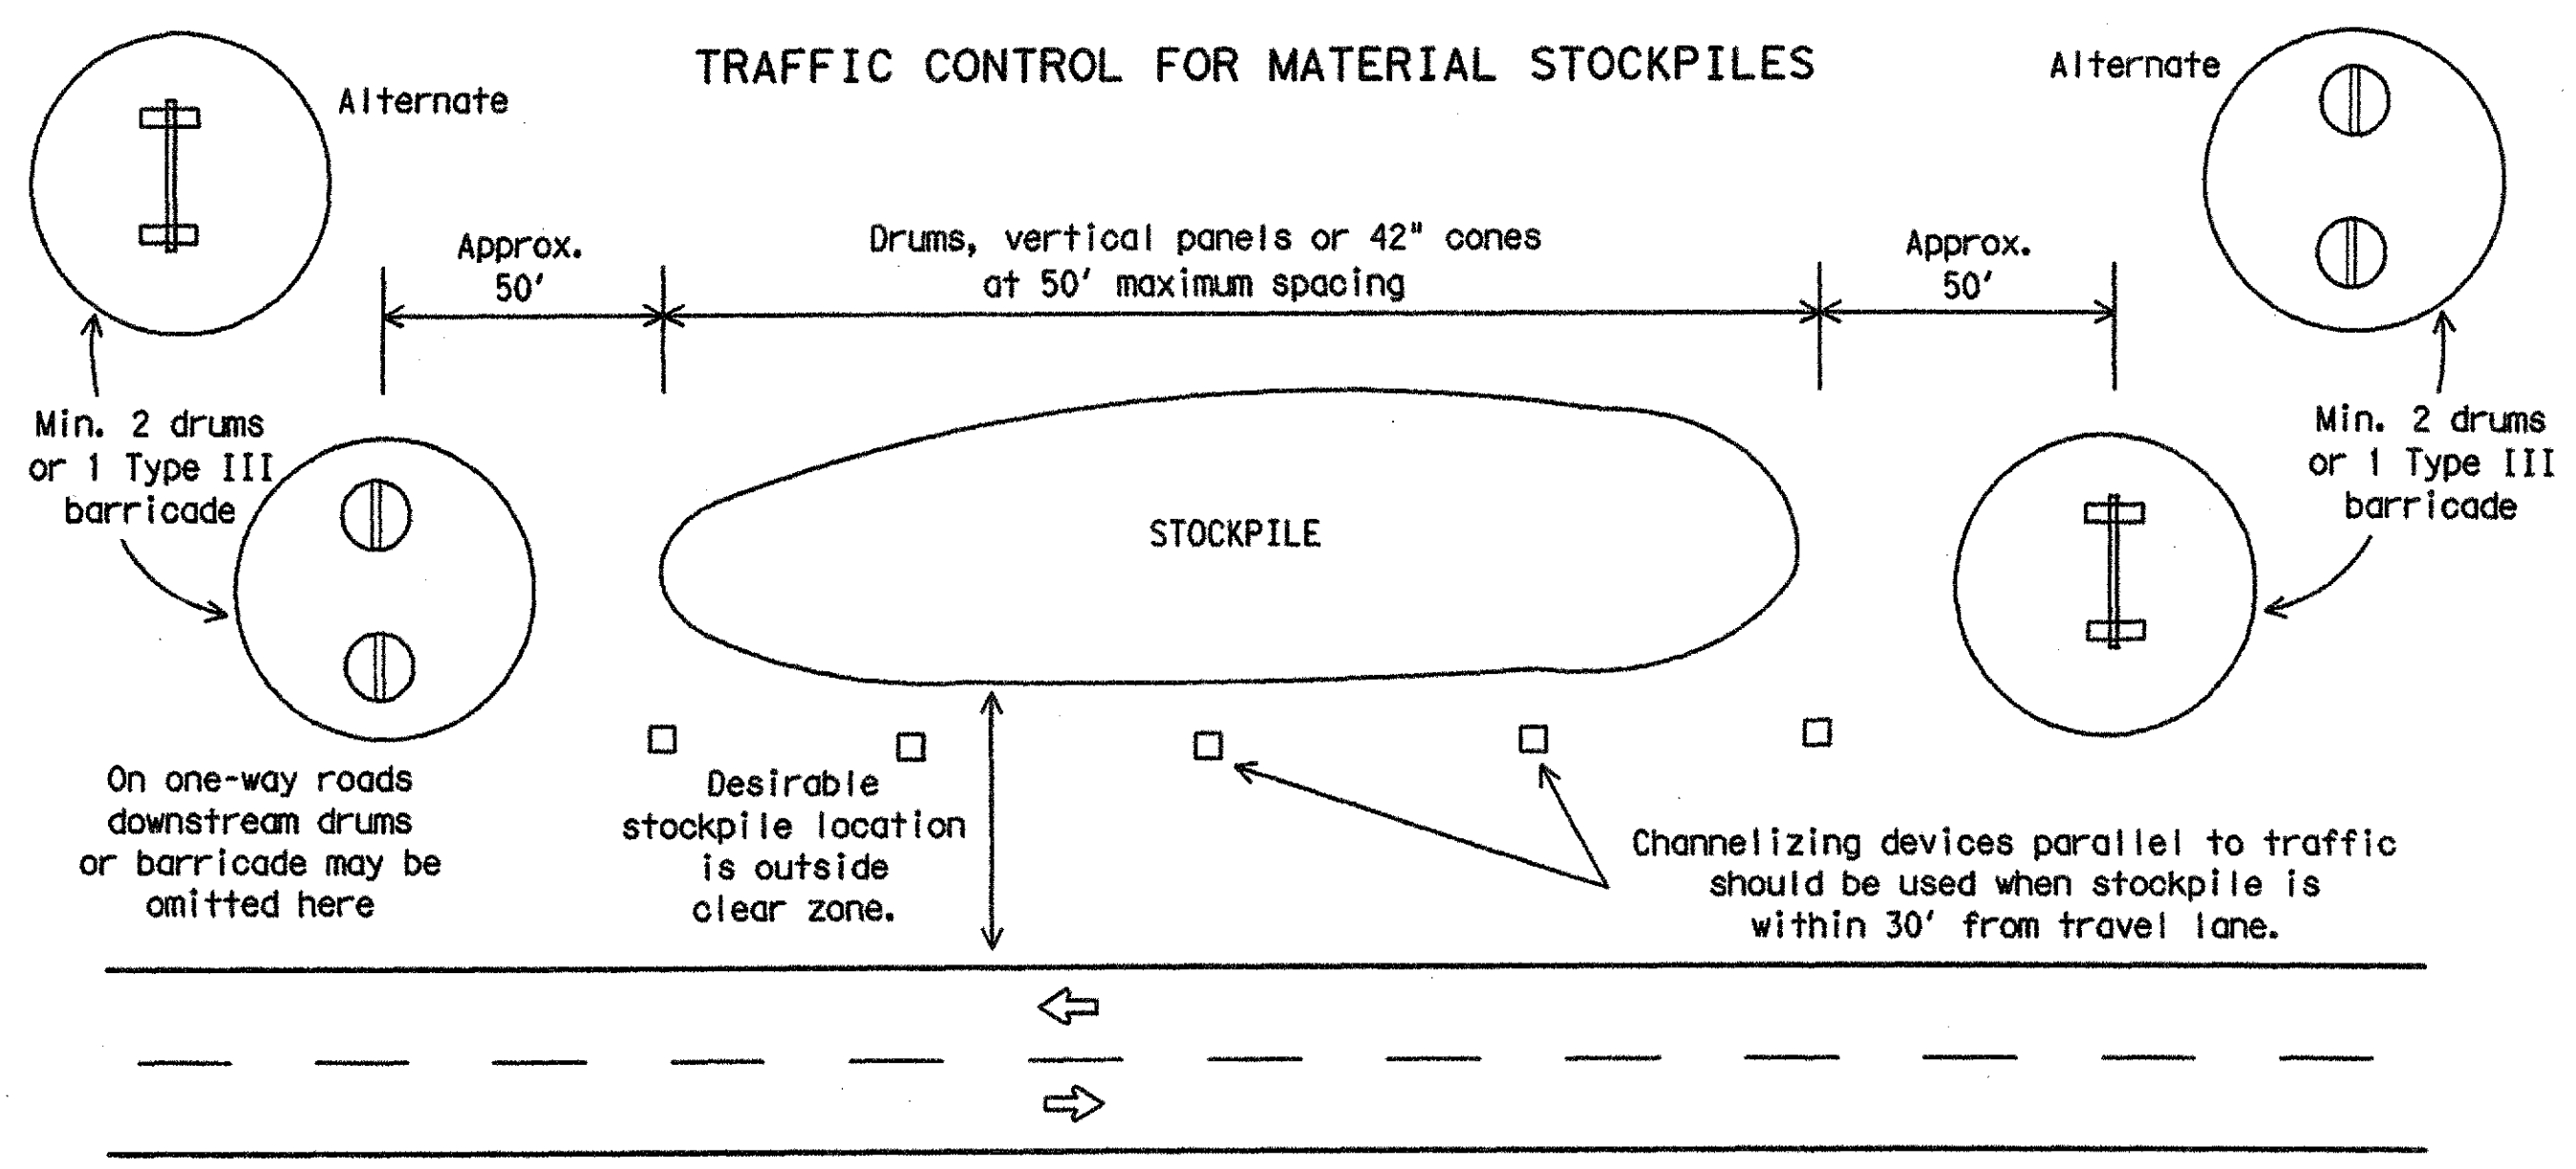 TRAFFIC CONTROL FOR MATERIAL STOCKPILES
Alternate
Alternate
Approx.
50'
Drums, vertical panels or 42" cones
at 50' maximum spacing
Approx.
50'
Min. 2 drums
or 1 Type III
barricade
Min. 2 drums
or 1 Type III
barricade
STOCKPILE
On one-way roads
downstream drums
or barricade may be
omitted here
Desirable
stockpile location
is outside
clear zone.
Channelizing devices parallel to traffic
should be used when stockpile is
within 30' from travel lane.